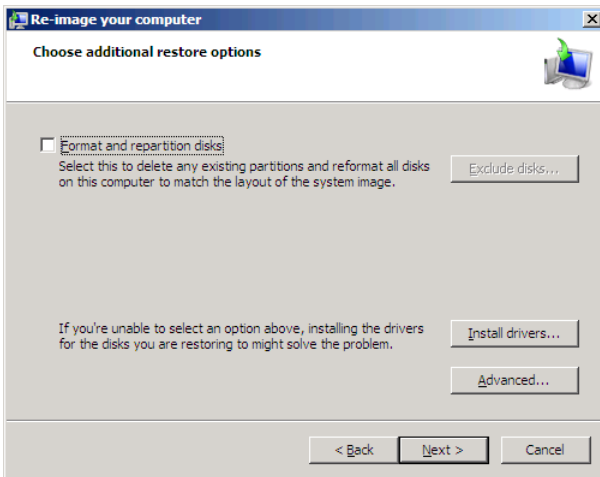 Re-image your computer
Choose additional restore options
Format and repartition disks
Select this to delete any existing partitions and reformat all disks
on this computer to match the layout of the system image.
Exclude disks...
If you're unable to select an option above, installing the drivers
for the disks you are restoring to might solve the problem.
Install drivers...
Advanced...
< Back
Next >
Cancel